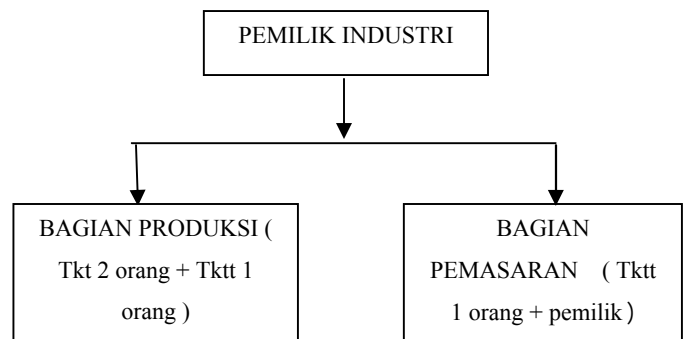 PEMILIK INDUSTRI
BAGIAN PRODUKSI (
Tkt 2 orang + Tktt 1
orang )
BAGIAN
PEMASARAN ( Tktt
1 orang + pemilik )